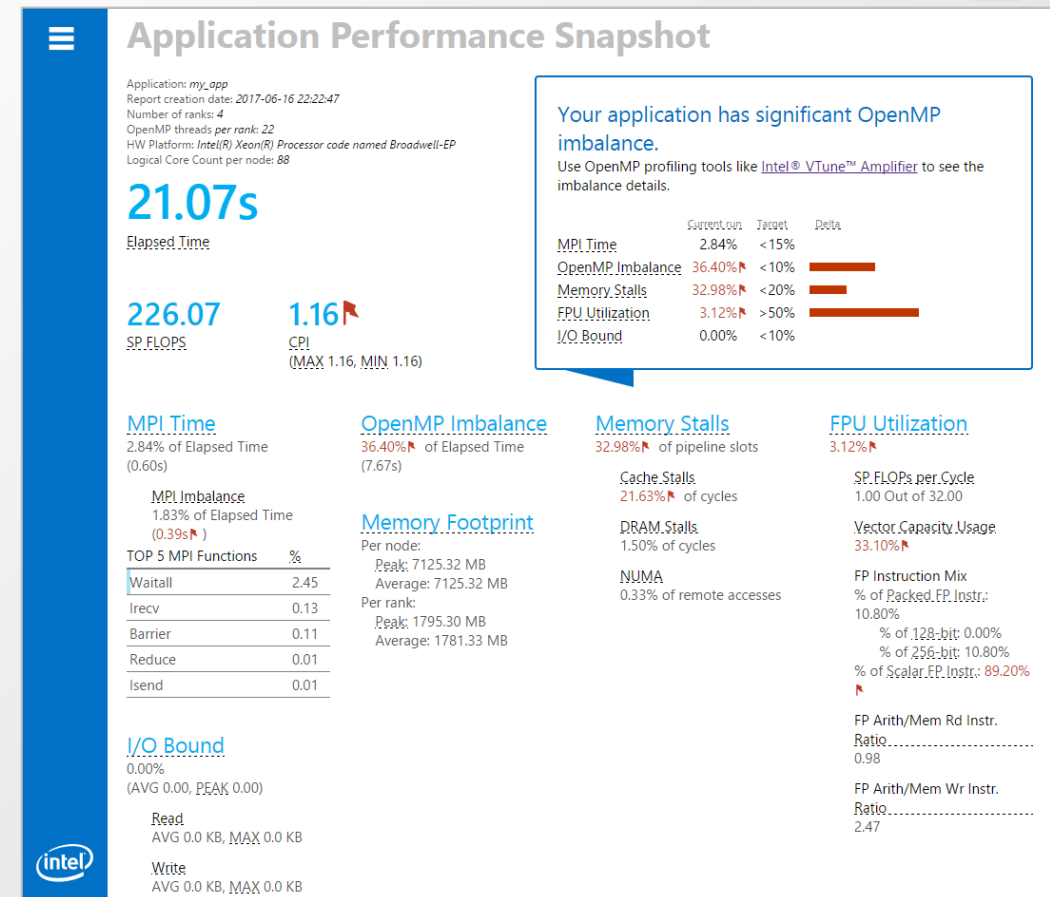 Application Performance Snapshot
Application: my_app
Report creation date: 2017-06-16 22:22:47
Number of ranks: 4
OpenMP threads per rank: 22
HW Platform: Intel(R) Xeon(R) Processor code named Broadwell-EP
Logical Core Count per node: 88
21.07s
Elapsed Time
226.07
SP FLOPS
1.16
CPI
(MAX 1.16, MIN 1.16)
Your application has significant OpenMP
imbalance.
Use OpenMP profiling tools like Intel® VTune™ Amplifier to see the
imbalance details.
Current run Target Delta
MPI Time 2.84% <15%
OpenMP Imbalance 36.40% <10%
Memory Stalls 32.98% <20%
FPU Utilization 3.12% >50%
I/O Bound 0.00% <10%
MPI Time
2.84% of Elapsed Time
(0.60s)
MPI Imbalance
1.83% of Elapsed Time
(0.39s )
TOP 5 MPI Functions %
Waitall 2.45
Irecv 0.13
Barrier 0.11
Reduce 0.01
Isend 0.01
I/O Bound
0.00%
(AVG 0.00, PEAK 0.00)
Read
AVG 0.0 KB, MAX 0.0 KB
Write
AVG 0.0 KB, MAX 0.0 KB
OpenMP Imbalance
36.40% of Elapsed Time
(7.67s)
Memory Footprint
Per node:
Peak: 7125.32 MB
Average: 7125.32 MB
Per rank:
Peak: 1795.30 MB
Average: 1781.33 MB
Memory Stalls
32.98% of pipeline slots
Cache Stalls
21.63% of cycles
DRAM Stalls
1.50% of cycles
NUMA
0.33% of remote accesses
FPU Utilization
3.12%
SP FLOPs per Cycle
1.00 Out of 32.00
Vector Capacity Usage
33.10%
FP Instruction Mix
% of Packed FP Instr.:
10.80%
% of 128-bit: 0.00%
% of 256-bit: 10.80%
% of Scalar FP Instr.: 89.20%
FP Arith/Mem Rd Instr.
Ratio
0.98
FP Arith/Mem Wr Instr.
Ratio
2.47
intel